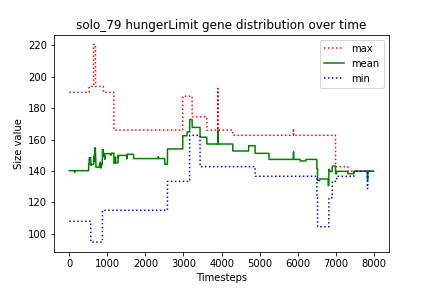 solo_79 hungerLimit gene distribution over time
max
mean
min
Size value
220
200
180
160
140
120
100
0 1000 2000 3000 4000 5000 6000 7000 8000
Timesteps